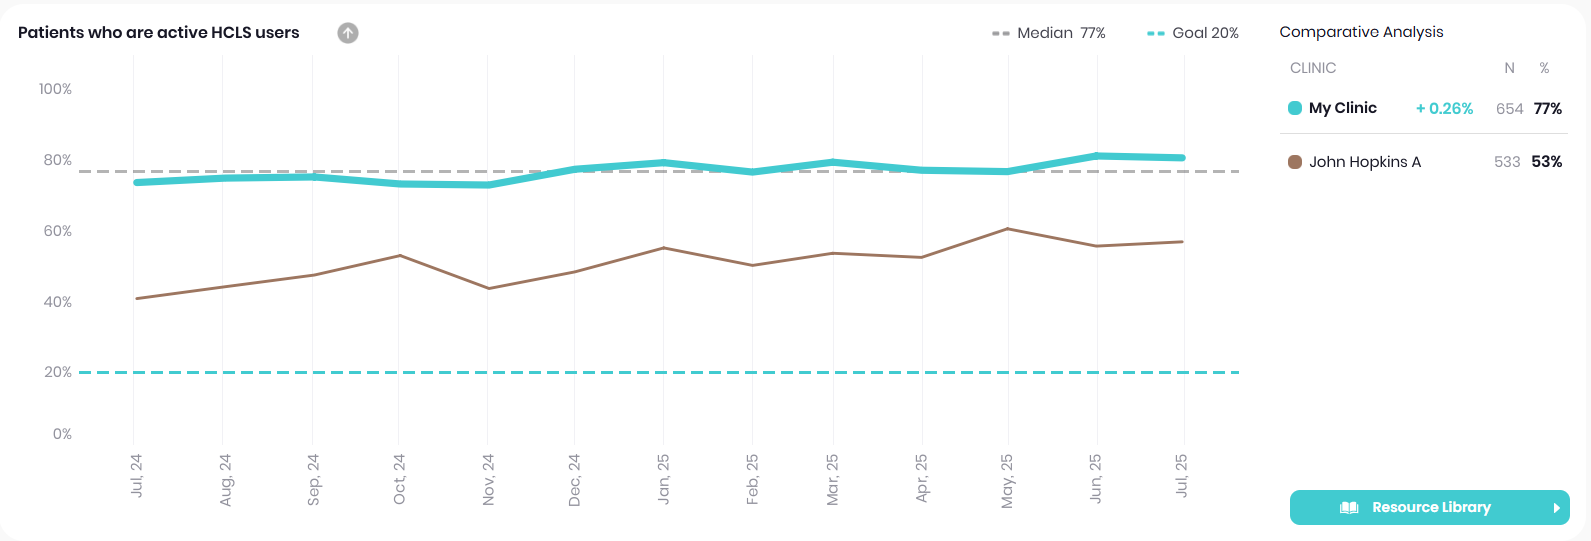 Patients who are active HCLS users
Median 77%
Goal 20%
100%
80%
60%
40%
20%
0%
Jul, 24
Aug, 24
Sep, 24
Oct, 24
Nov, 24
Dec, 24
Jan, 25
Feb, 25
Mar, 25
Apr, 25
May, 25
Jun, 25
Jul, 25
Comparative Analysis
CLINIC N %
My Clinic + 0.26% 654 77%
John Hopkins A 533 53%
Resource Library